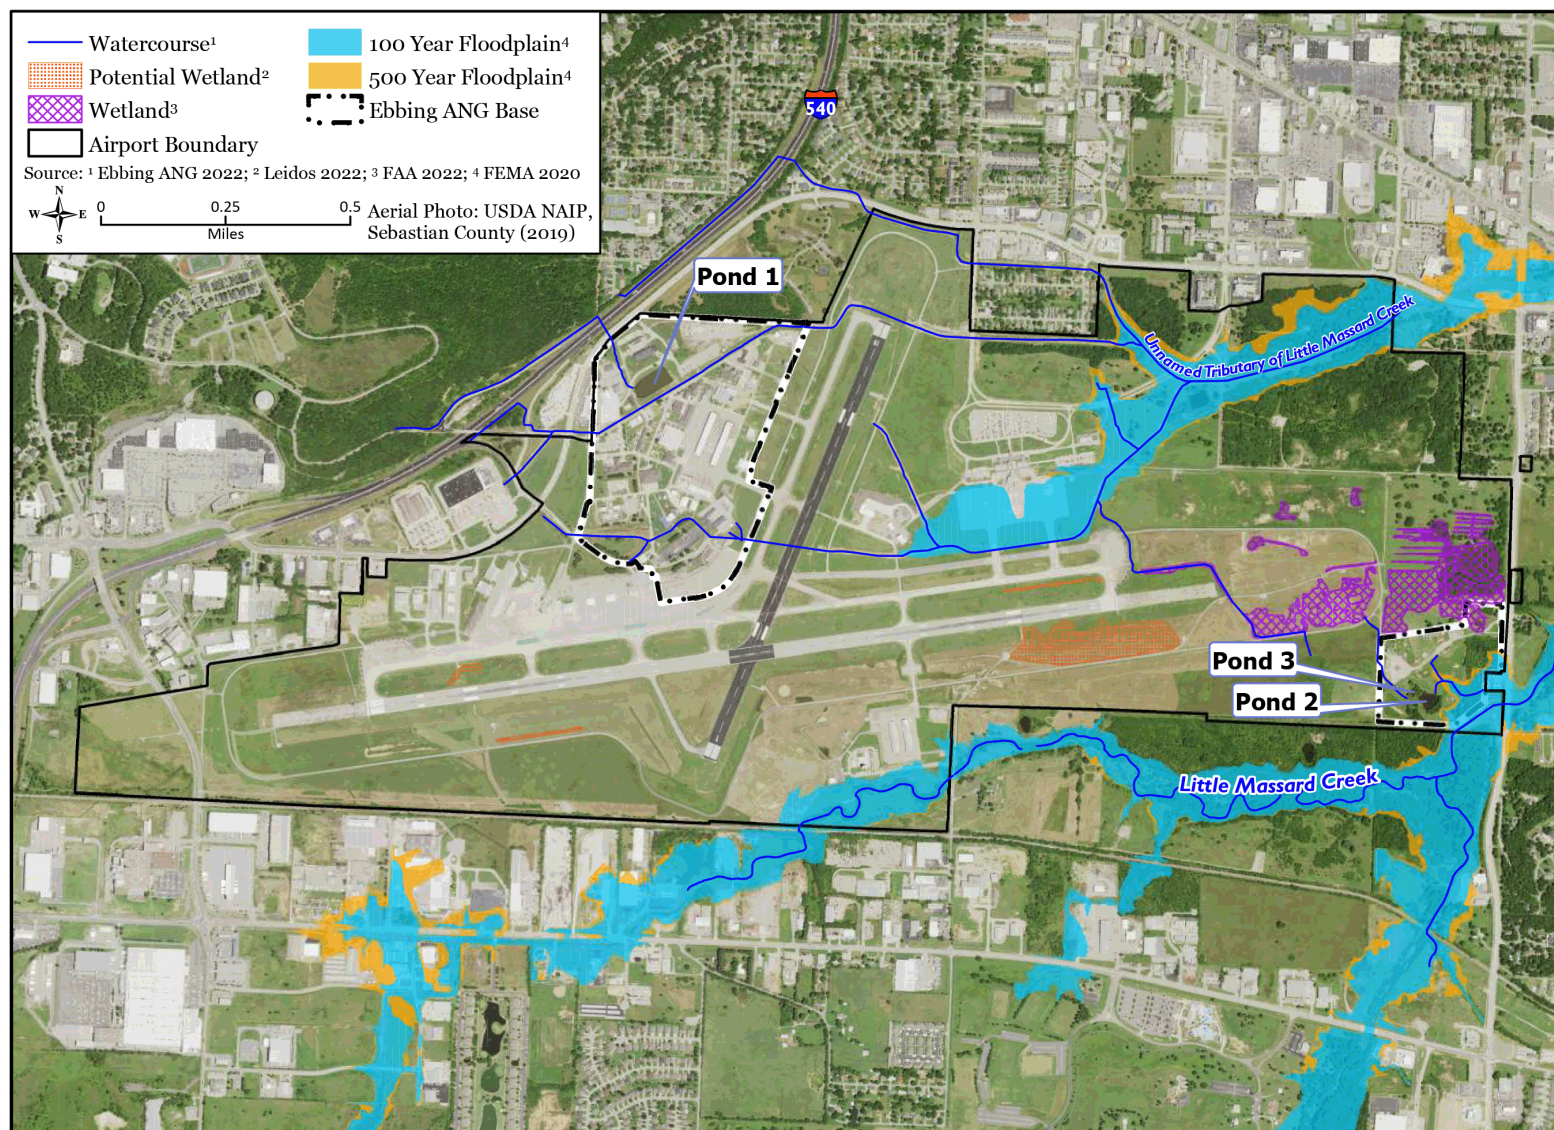 Watercourse¹
Potential Wetland²
Wetland³
Airport Boundary
100 Year Floodplain⁴
500 Year Floodplain⁴
Ebbing ANG Base
Source: ¹ Ebbing ANG 2022; ² Leidos 2022; ³ FAA 2022; ⁴ FEMA 2020
N
W E
S
0 0.25 0.5
Miles
Aerial Photo: USDA NAIP,
Sebastian County (2019)
540
Pond 1
Unnamed Tributary of Little Massard Creek
Pond 3
Pond 2
Little Massard Creek